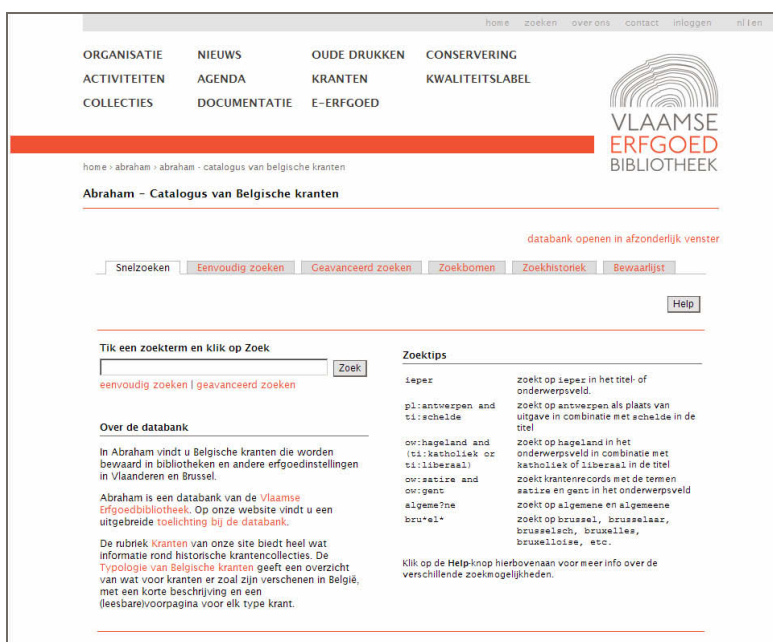 home zoeken over ons contact inloggen nl|en
ORGANISATIE NIEUWS OUDE DRUKKEN CONSERVERING
ACTIVITEITEN AGENDA KRANTEN KWALITEITSLABEL
COLLECTIES DOCUMENTATIE E-ERFGOED
VLAAMSE
ERFGOED
BIBLIOTHEEK
home › abraham › abraham - catalogus van belgische kranten
Abraham – Catalogus van Belgische kranten
databank openen in afzonderlijk venster
Snelzoeken Eenvoudig zoeken Geavanceerd zoeken Zoekbomen Zoekhistoriek Bewaarlijst
Help
Tik een zoekterm en klik op Zoek
Zoek
eenvoudig zoeken | geavanceerd zoeken
Over de databank
In Abraham vindt u Belgische kranten die worden
bewaard in bibliotheken en andere erfgoedinstellingen
in Vlaanderen en Brussel.
Abraham is een databank van de Vlaamse
Erfgoedbibliotheek. Op onze website vindt u een
uitgebreide toelichting bij de databank.
De rubriek Kranten van onze site biedt heel wat
informatie rond historische krantencollecties. De
Typologie van Belgische kranten geeft een overzicht
van wat voor kranten er zoal zijn verschenen in België,
met een korte beschrijving en een
(leesbare)voorpagina voor elk type krant.
Zoektips
ieper zoekt op ieper in het titel- of
onderwerpsveld.
pl:antwerpen and zoekt op antwerpen als plaats van
ti:schelde uitgave in combinatie met schelde in de
titel
ow:hageland and zoekt op hageland in het
(ti:katholiek or onderwerpsveld in combinatie met
ti:liberaal) katholiek of liberaal in de titel
ow:satire and zoekt krantenrecords met de termen
ow:gent satire en gent in het onderwerpsveld
algeme?ne zoekt op algemene en algemeene
bru*el* zoekt op brussel, brusselaar,
brusselsch, bruxelles,
bruxelloise, etc.
Klik op de Help-knop hierbovenaan voor meer info over de
verschillende zoekmogelijkheden.